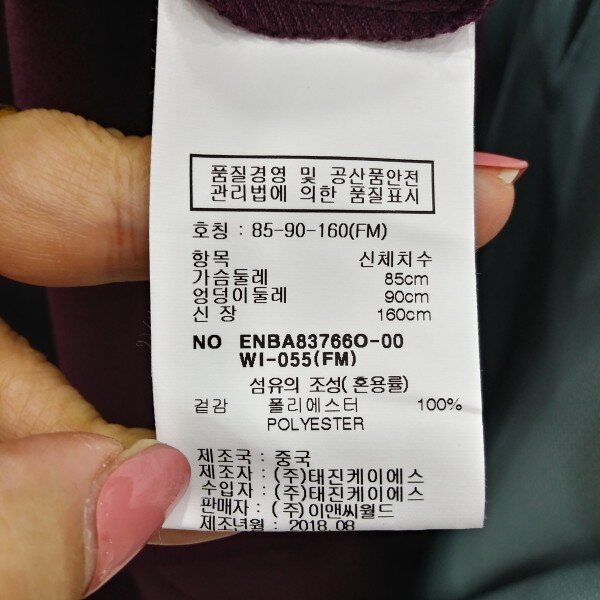 품질경영 및 공산품안전
관리법에 의한 품질표시
호칭 : 85-90-160(FM)
항목 신체치수
가슴둘레 85cm
엉덩이둘레 90cm
신 장 160cm
NO ENBA83766O-00
WI-055(FM)
섬유의 조성( 혼용률)
겉감 폴리에스터 100%
POLYESTER
제조국 : 중국
제조자 : (주)태진케이에스
수입자 : (주)태진케이에스
판매자 : (주)이앤씨월드
제조년월 : 2018.08